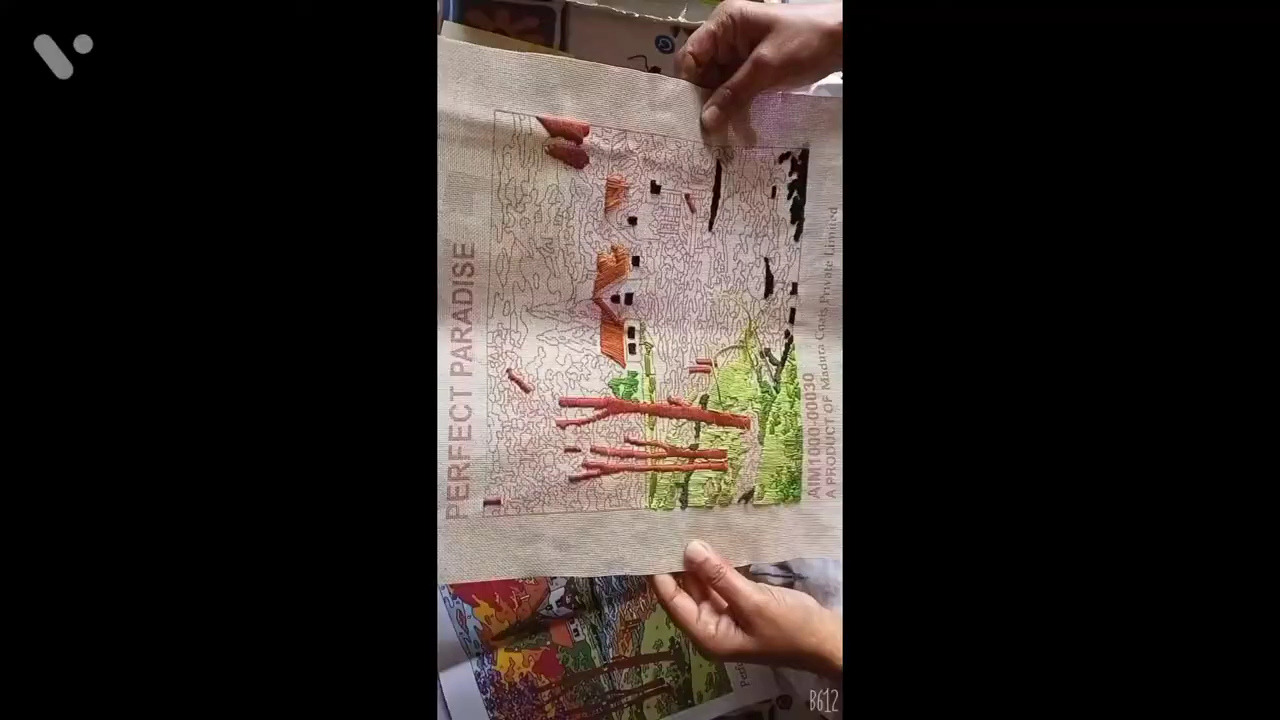 PERFECT PARADISE
AIM1000-00030
A PRODUCT OF Madura Coats Private Limited
B612